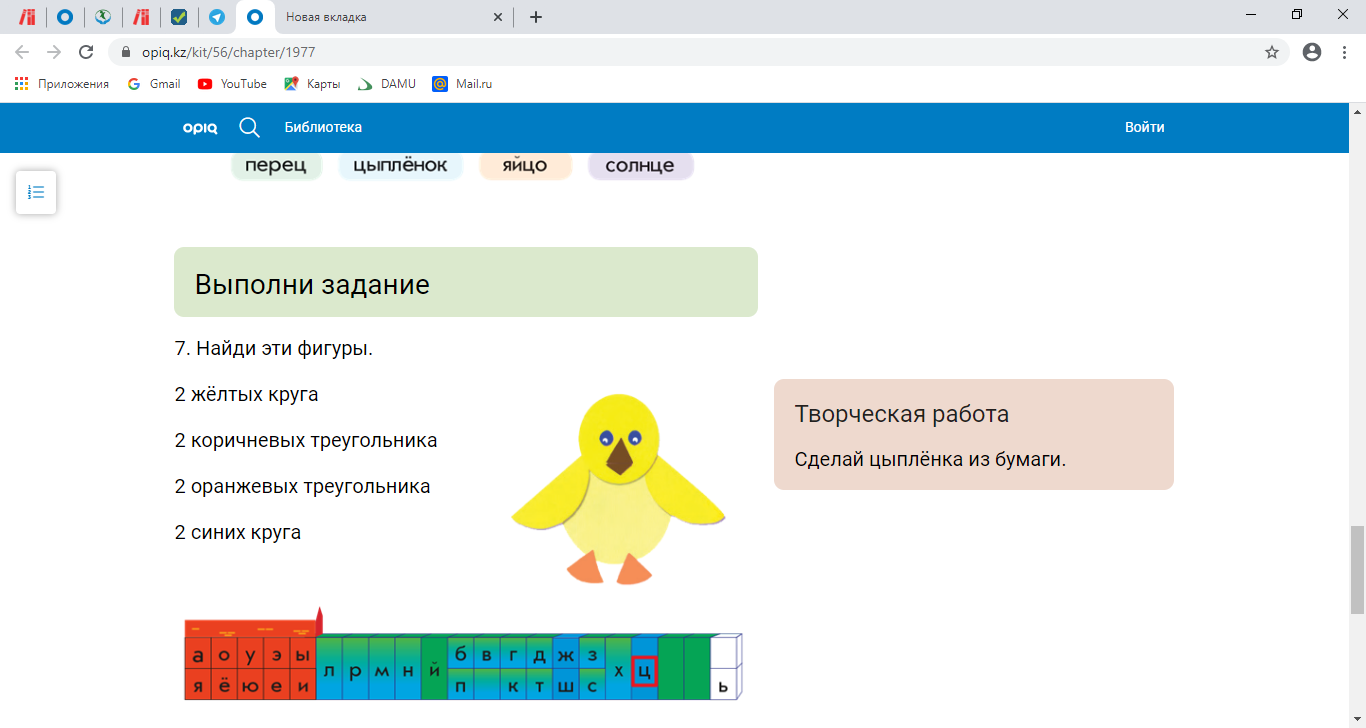 Новая вкладка
opiq.kz/kit/56/chapter/1977
Приложения Gmail YouTube Карты DAMU Mail.ru
opiq Библиотека Войти
перец цыплёнок яйцо солнце
Выполни задание
7. Найди эти фигуры.
2 жёлтых круга
2 коричневых треугольника
2 оранжевых треугольника
2 синих круга
Творческая работа
Сделай цыплёнка из бумаги.
а о у э ы л р м н й б в г д ж з х ц
я ё ю е и п к т ш с ь